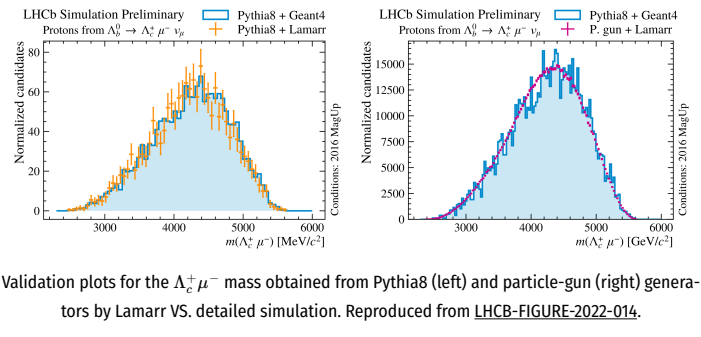 LHCb Simulation Preliminary
Protons from Λ_b^0 → Λ_c^+ μ^- ν_μ
Pythia8 + Geant4
Pythia8 + Lamarr
Normalized candidates
80
60
40
20
0
3000 4000 5000 6000
m(Λ_c^+ μ^-) [MeV/c^2]
Conditions: 2016 MagUp
LHCb Simulation Preliminary
Protons from Λ_b^0 → Λ_c^+ μ^- ν_μ
Pythia8 + Geant4
P. gun + Lamarr
Normalized candidates
15000
12500
10000
7500
5000
2500
0
3000 4000 5000 6000
m(Λ_c^+ μ^-) [GeV/c^2]
Conditions: 2016 MagUp
Validation plots for the Λ_c^+ μ^- mass obtained from Pythia8 (left) and particle-gun (right) genera-
tors by Lamarr VS. detailed simulation. Reproduced from LHCB-FIGURE-2022-014.